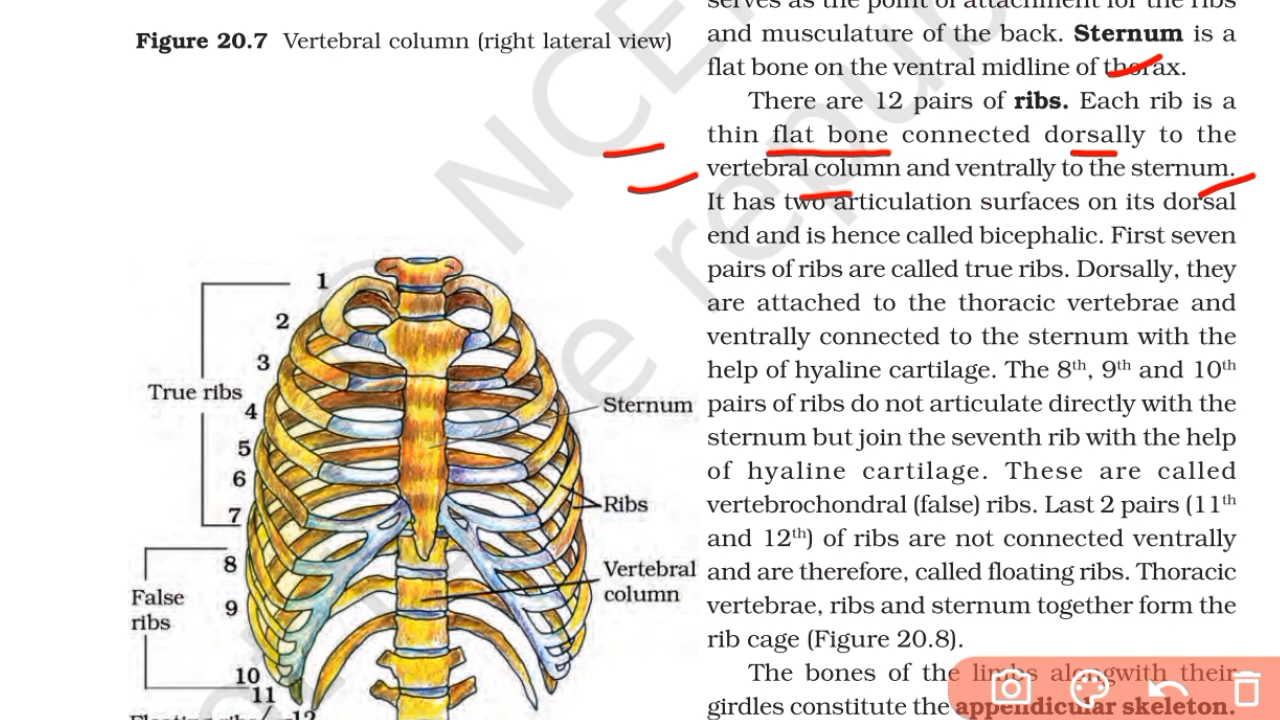 Figure 20.7 Vertebral column (right lateral view)
1
2
3
True ribs
4
5
6
7
8
False
ribs
9
10
11
12
Sternum
Ribs
Vertebral
column
serves as the point of attachment for the ribs
and musculature of the back. Sternum is a
flat bone on the ventral midline of thorax.
There are 12 pairs of ribs. Each rib is a
thin flat bone connected dorsally to the
vertebral column and ventrally to the sternum.
It has two articulation surfaces on its dorsal
end and is hence called bicephalic. First seven
pairs of ribs are called true ribs. Dorsally, they
are attached to the thoracic vertebrae and
ventrally connected to the sternum with the
help of hyaline cartilage. The 8th, 9th and 10th
pairs of ribs do not articulate directly with the
sternum but join the seventh rib with the help
of hyaline cartilage. These are called
vertebrochondral (false) ribs. Last 2 pairs (11th
and 12th) of ribs are not connected ventrally
and are therefore, called floating ribs. Thoracic
vertebrae, ribs and sternum together form the
rib cage (Figure 20.8).
The bones of the limbs alongwith their
girdles constitute the appendicular skeleton.